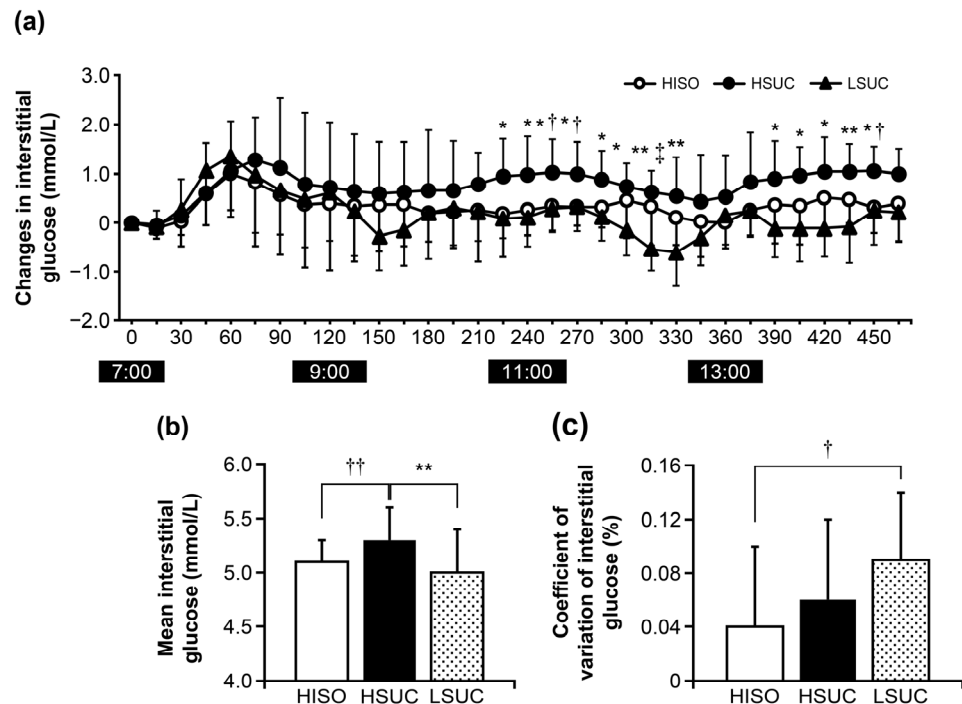 (a)
Changes in interstitial
glucose (mmol/L)
3.0
2.0
1.0
0
−1.0
−2.0
HISO HSUC LSUC
* ** † * † * * ** ‡ ** * * * ** * †
0 30 60 90 120 150 180 210 240 270 300 330 360 390 420 450
7:00 9:00 11:00 13:00
(b)
Mean interstitial
glucose (mmol/L)
6.0
5.5
5.0
4.5
4.0
†† **
HISO HSUC LSUC
(c)
Coefficient of
variation of interstitial
glucose (%)
0.16
0.12
0.08
0.04
0
†
HISO HSUC LSUC